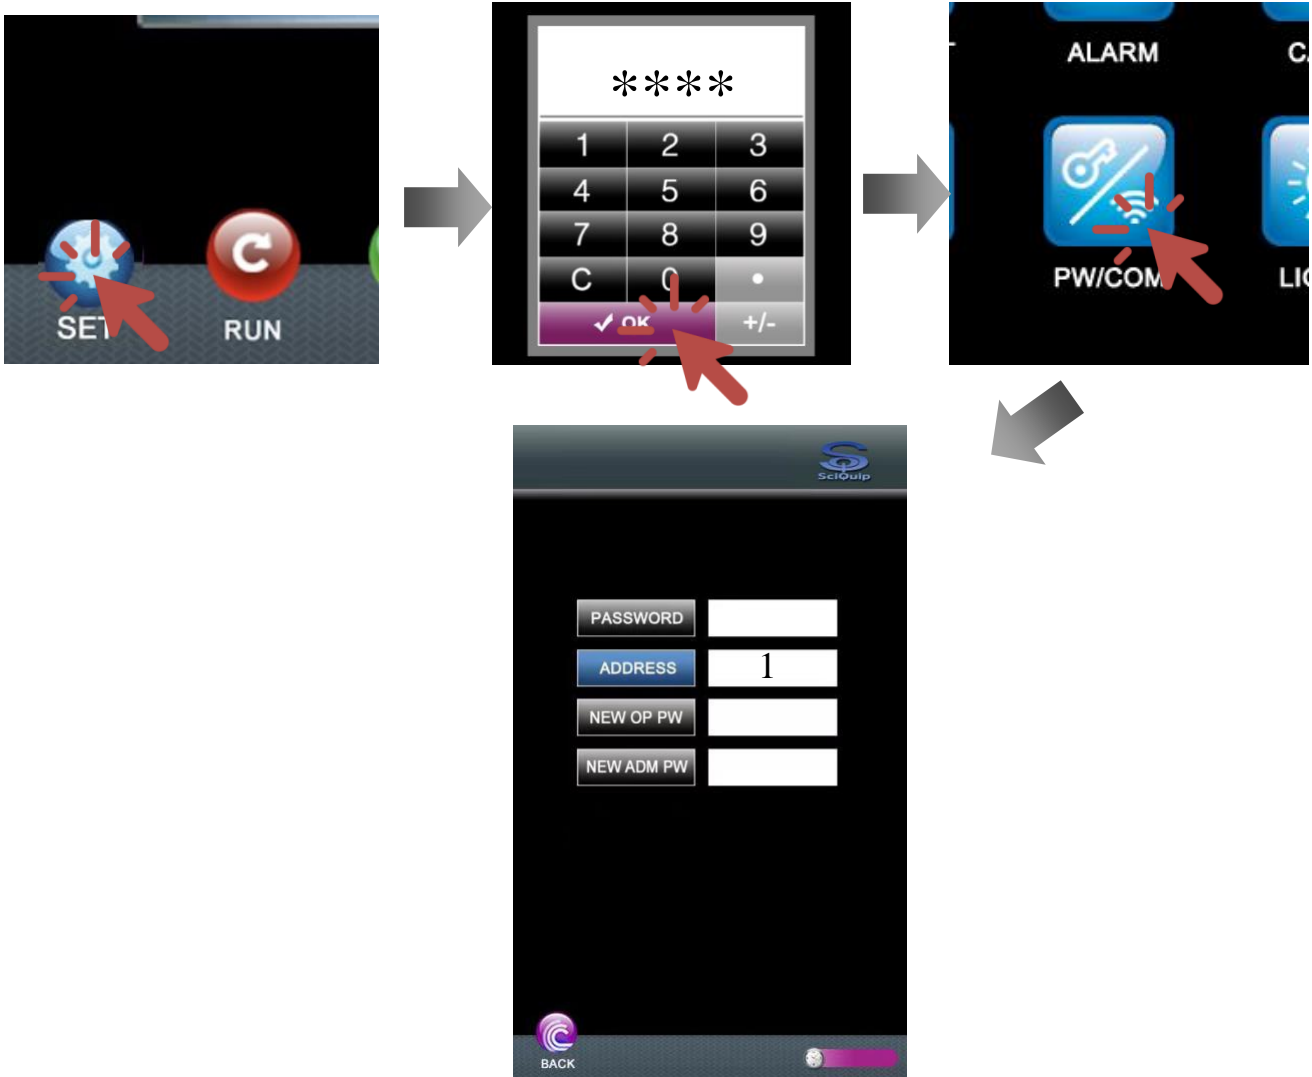 SET
RUN
****
1 2 3
4 5 6
7 8 9
C 0 •
✓ OK +/-
ALARM
PW/COM
SciQuip
PASSWORD
ADDRESS 1
NEW OP PW
NEW ADM PW
BACK